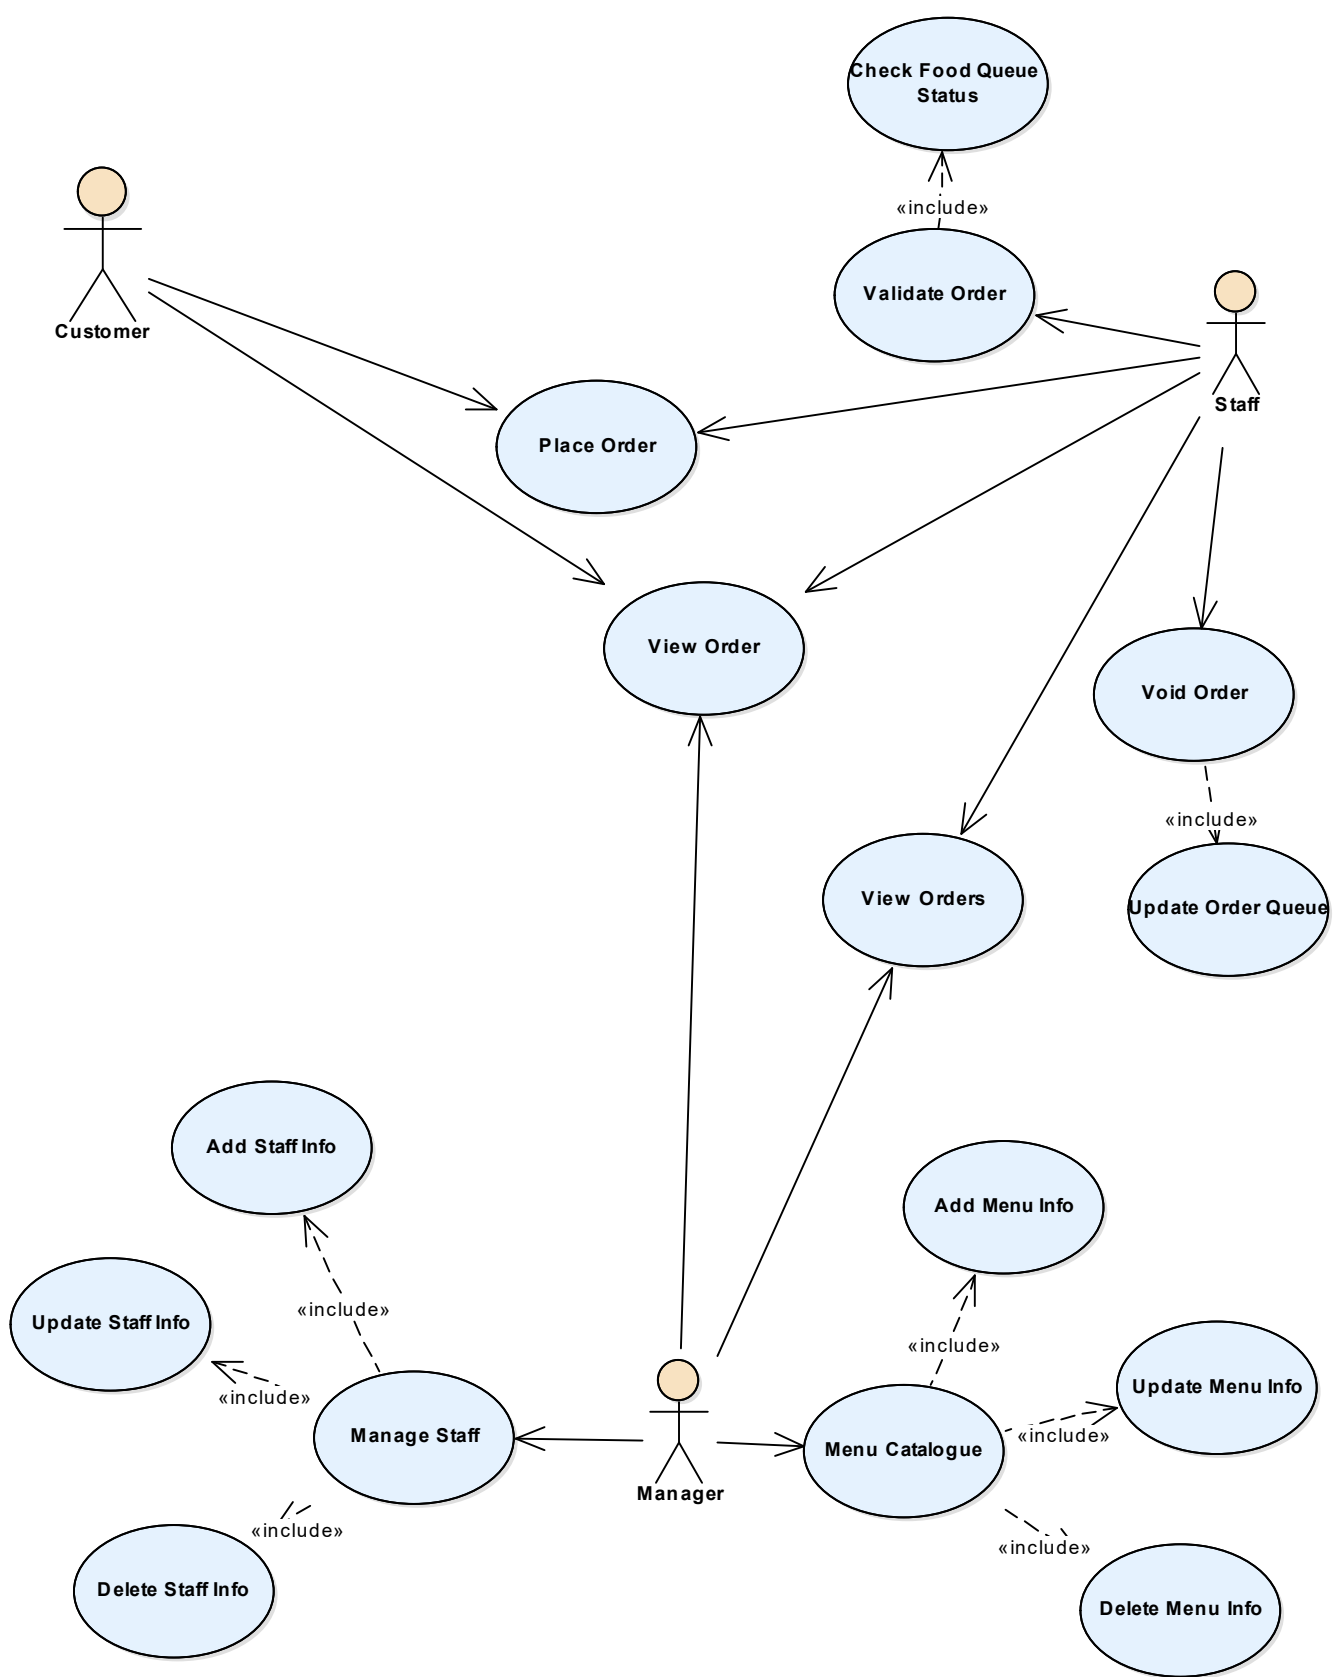 Check Food Queue
Status
«include»
Validate Order
Customer
Staff
Place Order
View Order
Void Order
«include»
View Orders
Update Order Queue
Add Staff Info
Add Menu Info
«include»
Update Staff Info
«include»
«include»
Update Menu Info
Manage Staff
«include»
Menu Catalogue
Manager
«include»
«include»
Delete Staff Info
Delete Menu Info